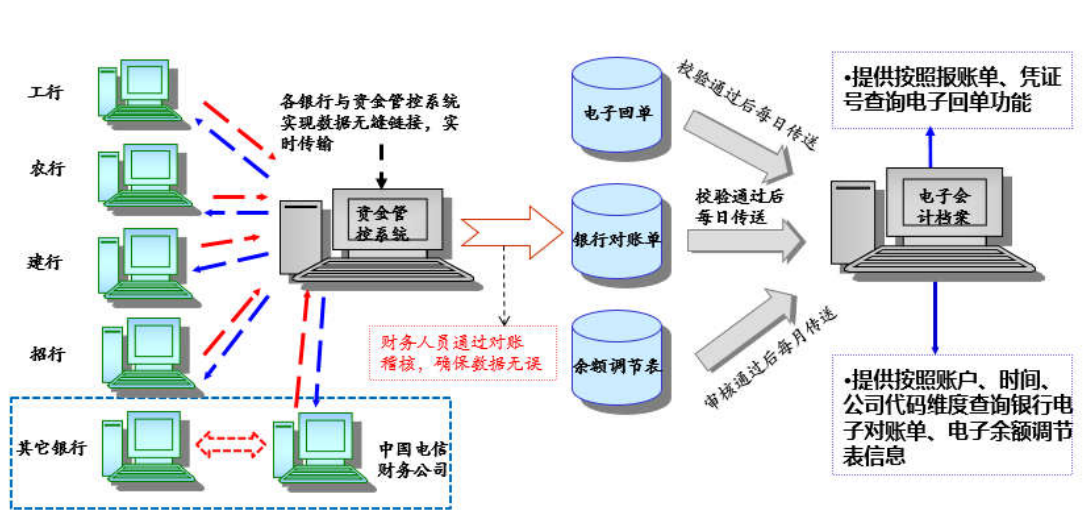 工行
农行
建行
招行
其它银行
中国电信
财务公司
各银行与资金管控系统
实现数据无缝链接，实
时传输
资金管
控系统
财务人员通过对账
稽核，确保数据无误
电子回单
银行对账单
余额调节表
校验通过后每日传送
校验通过后
每日传送
审核通过后每月传送
电子会
计档案
•提供按照报账单、凭证
号查询电子回单功能
•提供按照账户、时间、
公司代码维度查询银行电
子对账单、电子余额调节
表信息